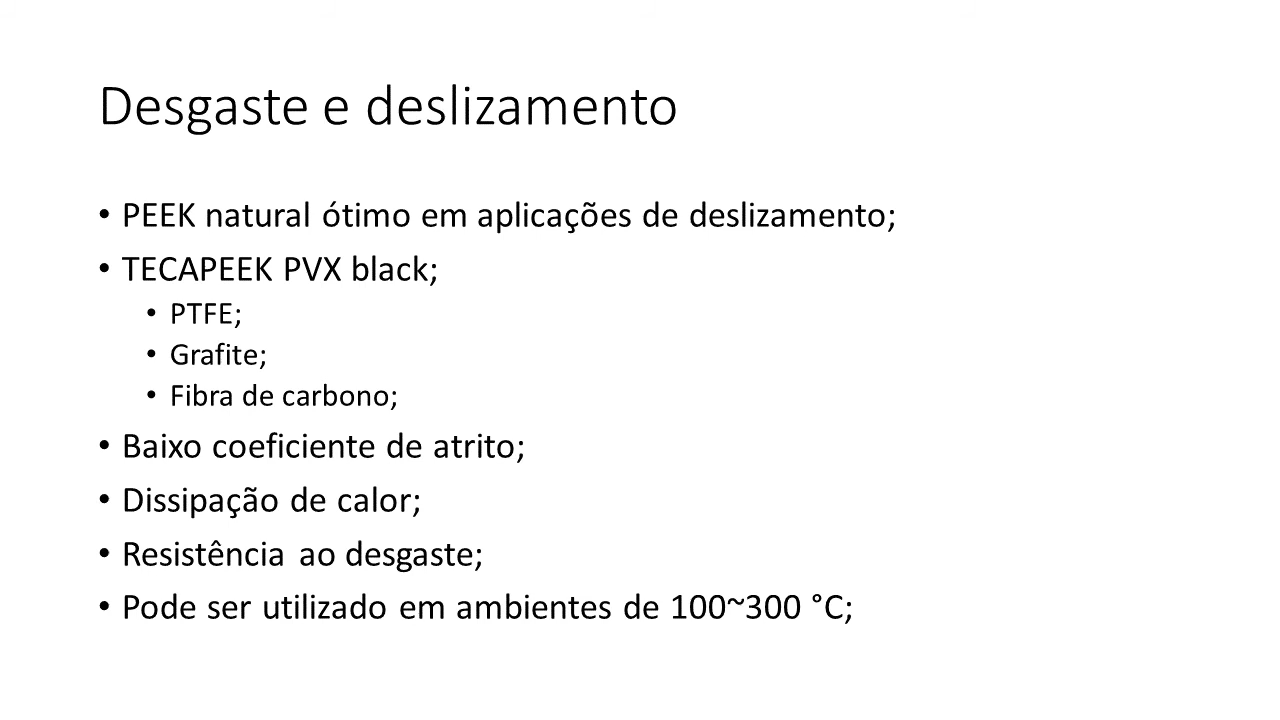 Desgaste e deslizamento
• PEEK natural ótimo em aplicações de deslizamento;
• TECAPEEK PVX black;
• PTFE;
• Grafite;
• Fibra de carbono;
• Baixo coeficiente de atrito;
• Dissipação de calor;
• Resistência ao desgaste;
• Pode ser utilizado em ambientes de 100~300 °C;